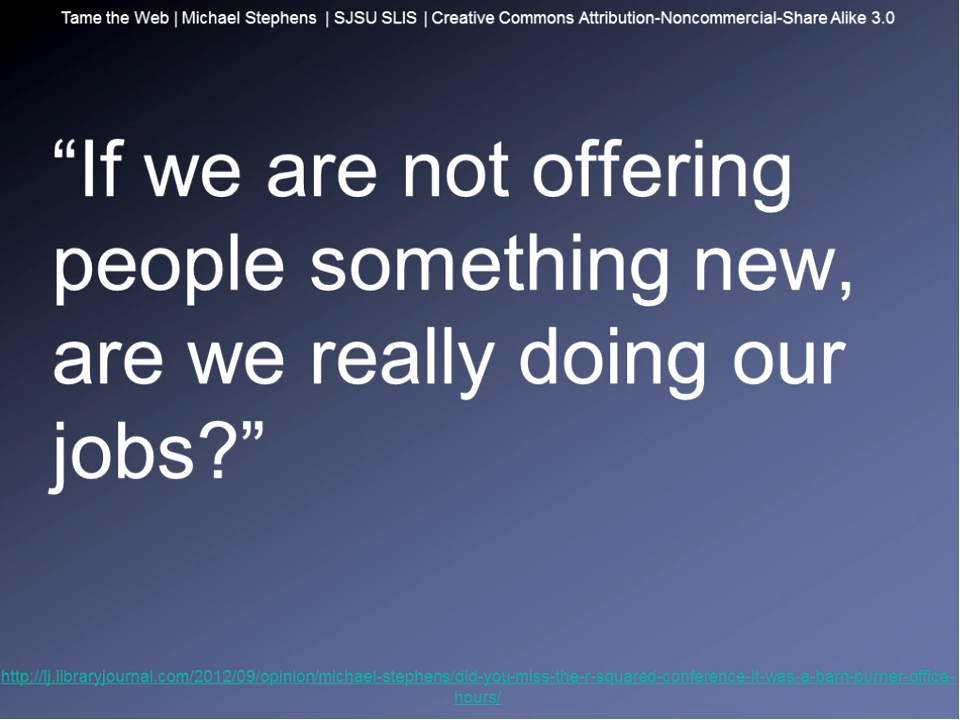 Tame the Web | Michael Stephens | SJSU SLIS | Creative Commons Attribution-Noncommercial-Share Alike 3.0
“If we are not offering
people something new,
are we really doing our
jobs?”
http://lj.libraryjournal.com/2012/09/opinion/michael-stephens/did-you-miss-the-r-squared-conference-it-was-a-barn-burner-office-
hours/